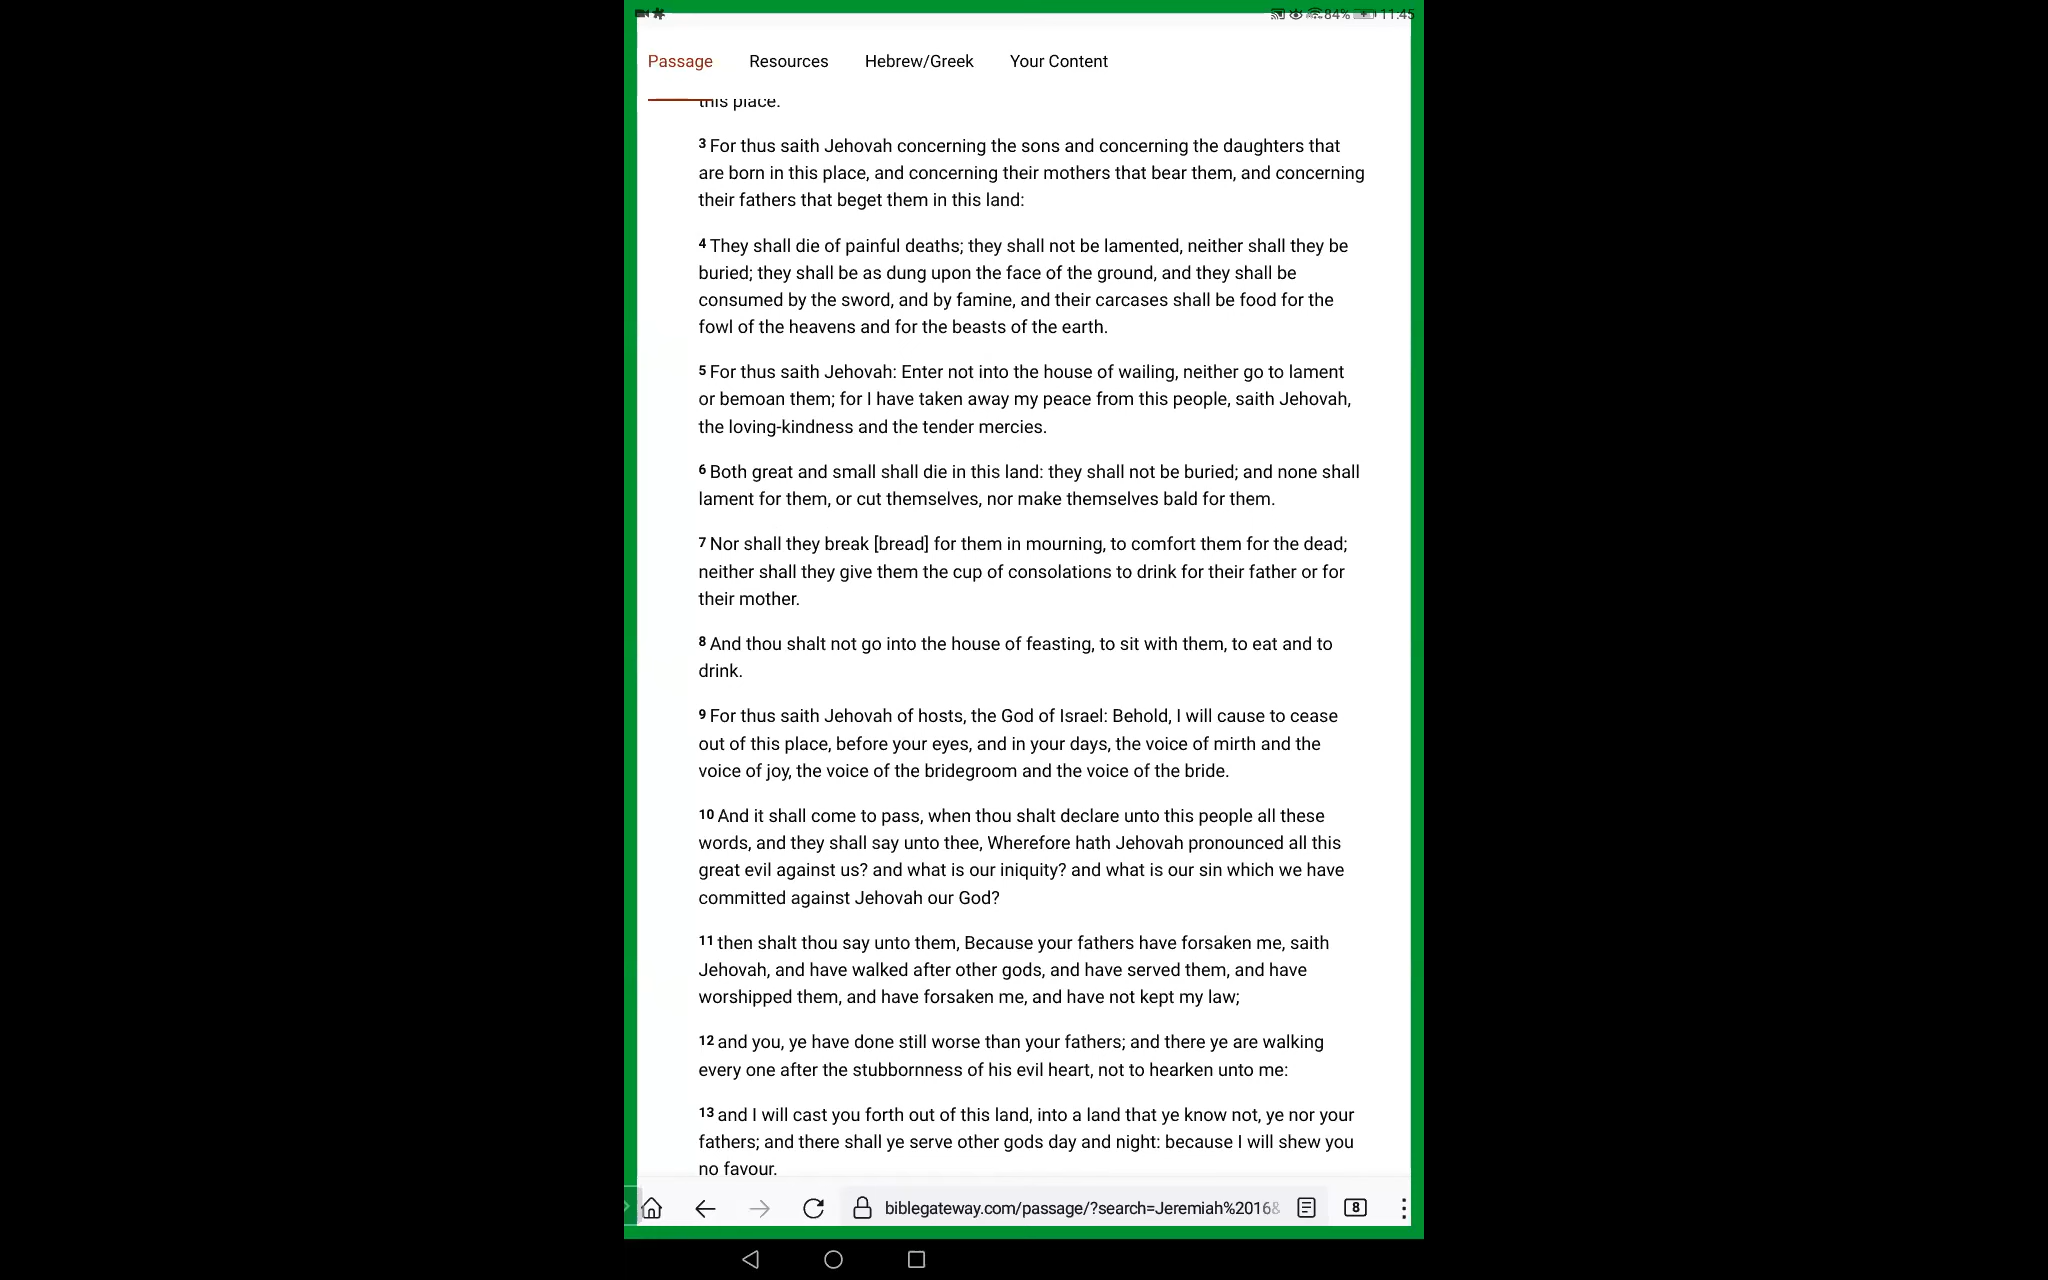 84% 11:45
Passage Resources Hebrew/Greek Your Content
this place.
3 For thus saith Jehovah concerning the sons and concerning the daughters that
are born in this place, and concerning their mothers that bear them, and concerning
their fathers that beget them in this land:
4 They shall die of painful deaths; they shall not be lamented, neither shall they be
buried; they shall be as dung upon the face of the ground, and they shall be
consumed by the sword, and by famine, and their carcases shall be food for the
fowl of the heavens and for the beasts of the earth.
5 For thus saith Jehovah: Enter not into the house of wailing, neither go to lament
or bemoan them; for I have taken away my peace from this people, saith Jehovah,
the loving-kindness and the tender mercies.
6 Both great and small shall die in this land: they shall not be buried; and none shall
lament for them, or cut themselves, nor make themselves bald for them.
7 Nor shall they break [bread] for them in mourning, to comfort them for the dead;
neither shall they give them the cup of consolations to drink for their father or for
their mother.
8 And thou shalt not go into the house of feasting, to sit with them, to eat and to
drink.
9 For thus saith Jehovah of hosts, the God of Israel: Behold, I will cause to cease
out of this place, before your eyes, and in your days, the voice of mirth and the
voice of joy, the voice of the bridegroom and the voice of the bride.
10 And it shall come to pass, when thou shalt declare unto this people all these
words, and they shall say unto thee, Wherefore hath Jehovah pronounced all this
great evil against us? and what is our iniquity? and what is our sin which we have
committed against Jehovah our God?
11 then shalt thou say unto them, Because your fathers have forsaken me, saith
Jehovah, and have walked after other gods, and have served them, and have
worshipped them, and have forsaken me, and have not kept my law;
12 and you, ye have done still worse than your fathers; and there ye are walking
every one after the stubbornness of his evil heart, not to hearken unto me:
13 and I will cast you forth out of this land, into a land that ye know not, ye nor your
fathers; and there shall ye serve other gods day and night: because I will shew you
no favour.
biblegateway.com/passage/?search=Jeremiah%2016& 8